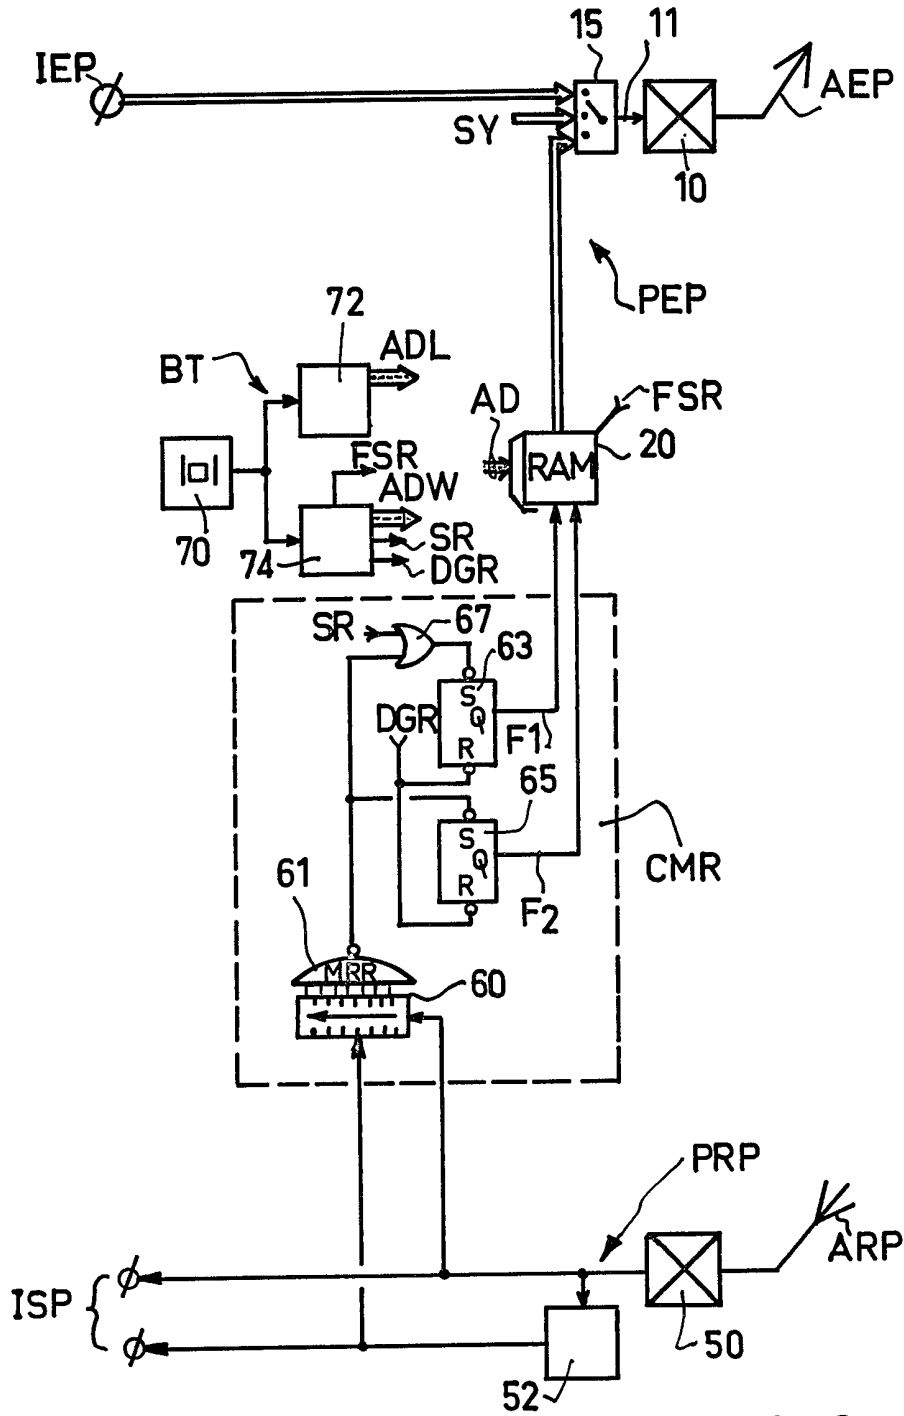 15
11
IEP
AEP
SY
10
PEP
72
ADL
BT
AD
FSR
RAM
20
FSR
ADW
SR
DGR
70
74
SR
67
63
S
Q
R
DGR
F1
65
S
Q
R
F2
CMR
61
MRR
60
PRP
ARP
ISP
50
52